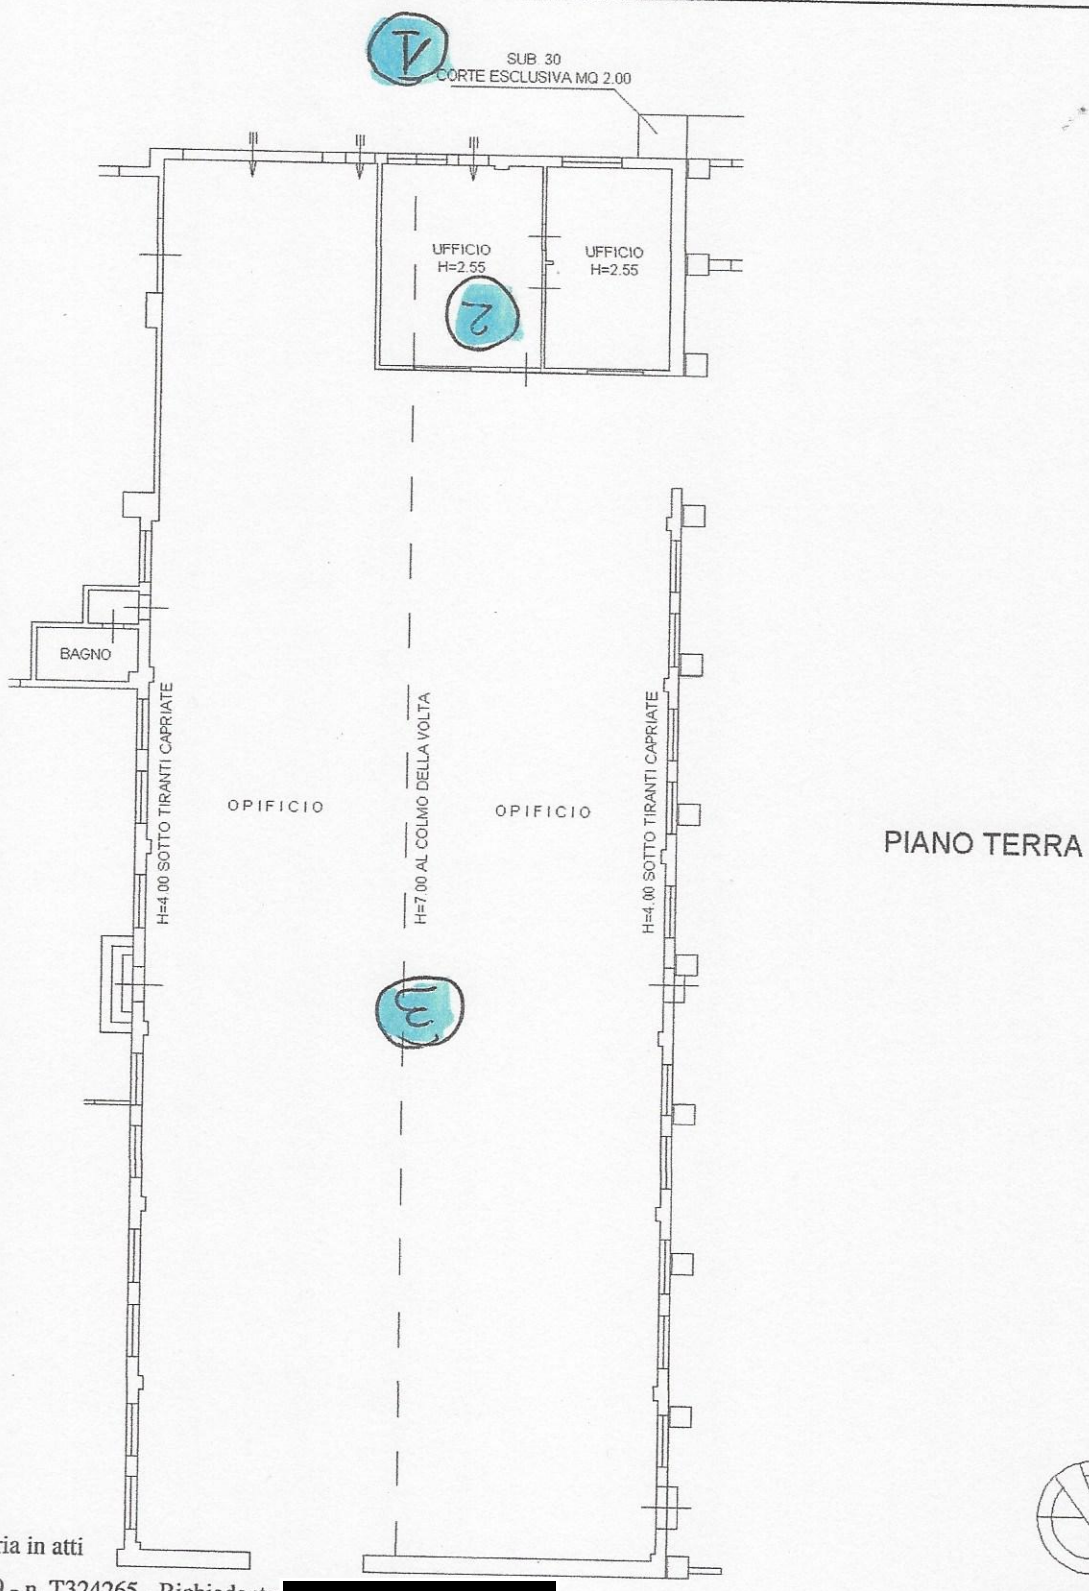 1
SUB. 30
CORTE ESCLUSIVA MQ 2.00
UFFICIO
H=2.55
UFFICIO
H=2.55
2
BAGNO
H=4.00 SOTTO TIRANTI CAPRIATE
H=7.00 AL COLMO DELLA VOLTA
H=4.00 SOTTO TIRANTI CAPRIATE
OPIFICIO
OPIFICIO
PIANO TERRA
3
ria in atti
n. T324265 - Richiedent